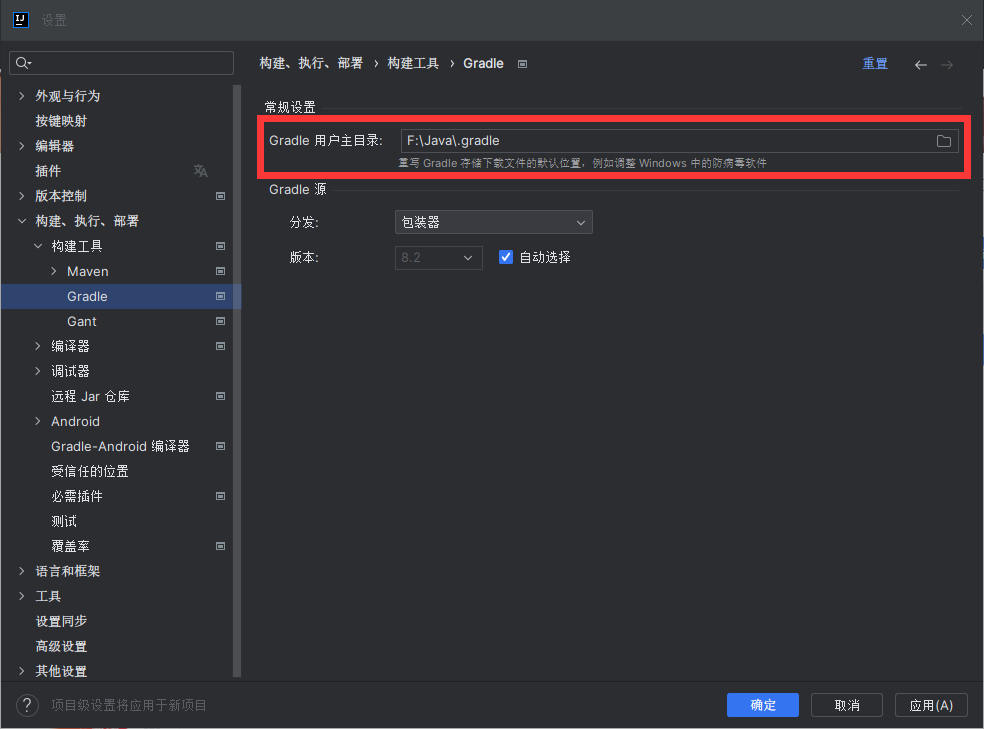 设置
外观与行为
按键映射
编辑器
插件
版本控制
构建、执行、部署
构建工具
Maven
Gradle
Gant
编译器
调试器
远程 Jar 仓库
Android
Gradle-Android 编译器
受信任的位置
必需插件
测试
覆盖率
语言和框架
工具
设置同步
高级设置
其他设置
构建、执行、部署 › 构建工具 › Gradle
重置
常规设置
Gradle 用户主目录: F:\Java\.gradle
重写 Gradle 存储下载文件的默认位置，例如调整 Windows 中的防病毒软件
Gradle 源
分发: 包装器
版本: 8.2 自动选择
? 项目级设置将应用于新项目
确定 取消 应用(A)